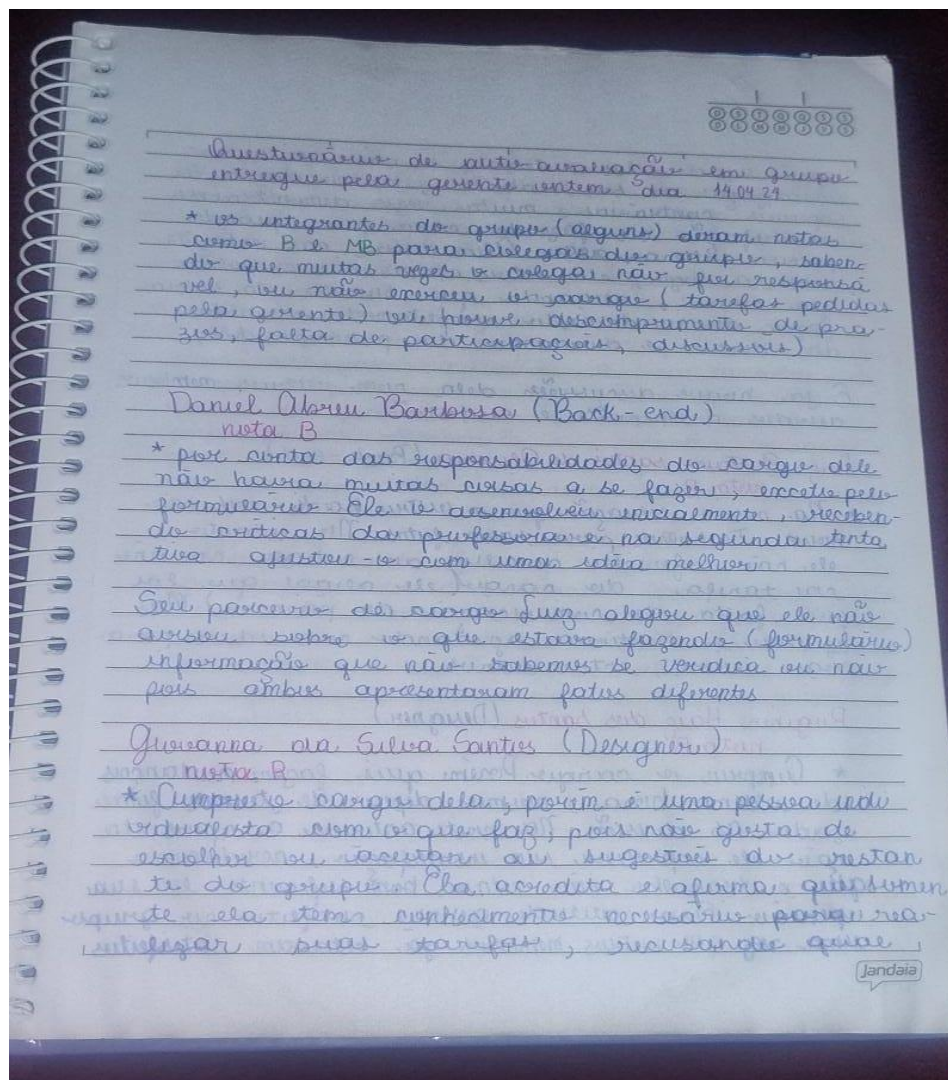 D S T Q Q S S
D L M M J V S
Questionário de auto avaliação em grupo
entregue pela gerente ontem dia 14.04.24
* os integrantes do grupo (alguns) deram notas
como B e MB para colegas do grupo, saben-
do que muitas vezes o colega não foi responsá
vel, ou não exerceu o cargo (tarefas pedidas
pela gerente) ou houve descomprimento de pra-
zos, falta de participações, discussões)
Daniel Abreu Barbosa (Back-end)
nota B
* por conta das responsabilidades do cargo dele
não havia muitas coisas a se fazer, exceto pelo
formulário. Ele o desenvolveu inicialmente, receben-
do críticas da professora e na segunda tenta
tiva ajustou-o com uma idéia melhor.
Seu parceiro de cargo Luiz alegou que ele não
avisou sobre o que estava fazendo (formulário)
informação que não sabemos se verídica ou não
pois ambos apresentaram fatos diferentes
Giovanna da Silva Santos (Designer)
nota B
* Cumpre o cargo dela, porém é uma pessoa indi
vidualista com o que faz, pois não gosta de
escolher ou aceitar as sugestões do restan
te do grupo. Ela acredita e afirma que somen
te ela tem conhecimento necessário para rea-
lizar suas tarefas, recusando
Jandaia